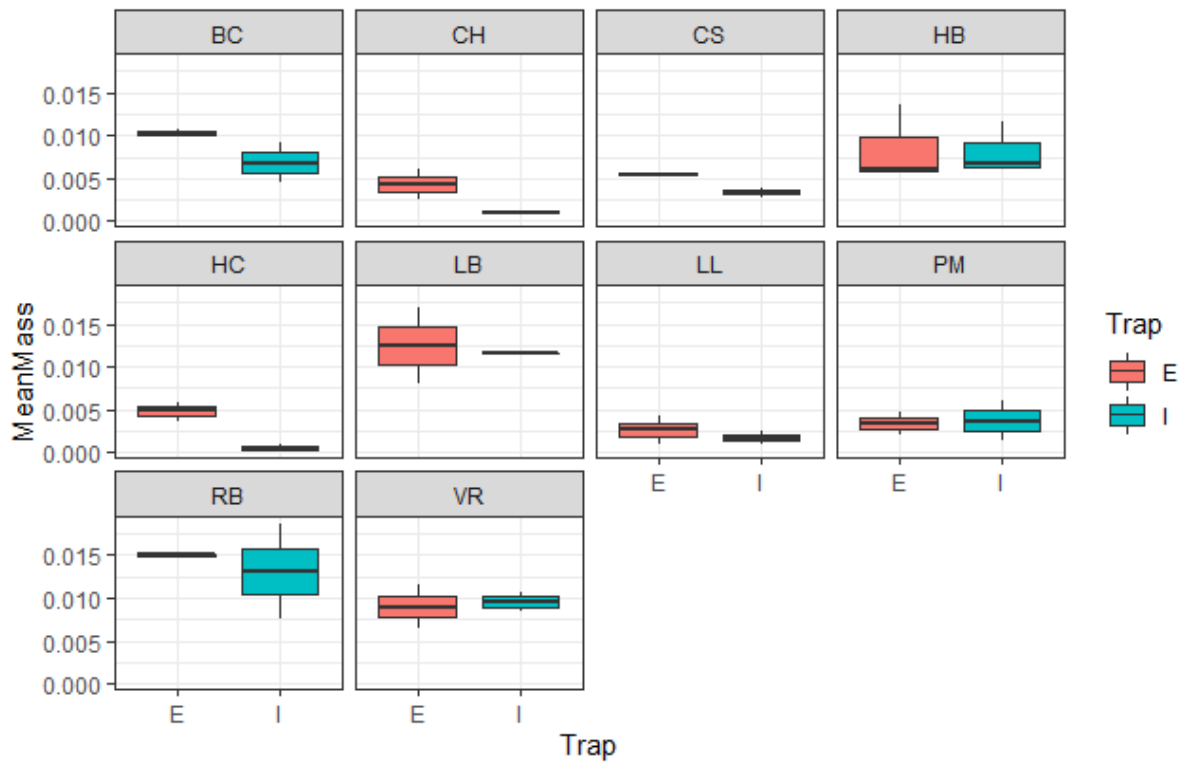 BC CH CS HB
0.015
0.010
0.005
0.000
HC LB LL PM
0.015
0.010
0.005
0.000
E I E I
RB VR
0.015
0.010
0.005
0.000
E I E I
Trap
MeanMass
Trap
E
I